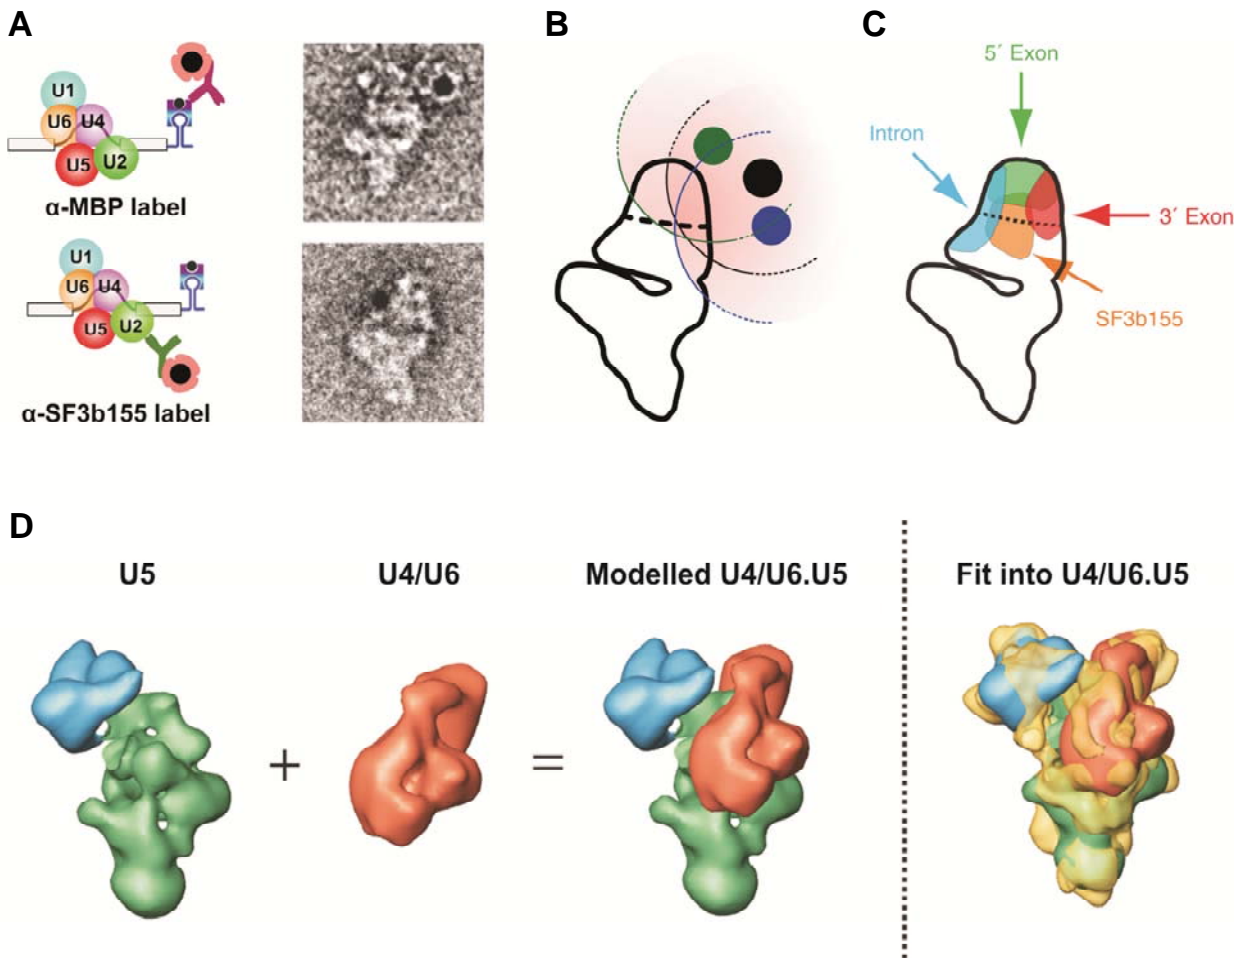 A
U1
U6
U4
U5
U2
α-MBP label
U1
U6
U4
U5
U2
α-SF3b155 label
B
C
5´ Exon
Intron
3´ Exon
SF3b155
D
U5
U4/U6
Modelled U4/U6.U5
Fit into U4/U6.U5
+
=